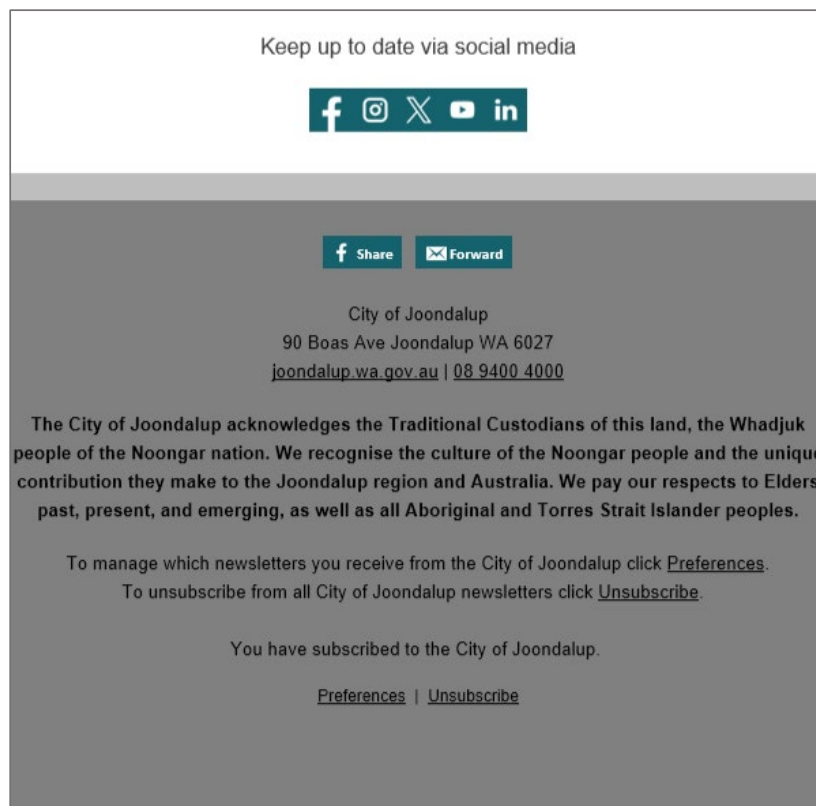 Keep up to date via social media
Share Forward
City of Joondalup
90 Boas Ave Joondalup WA 6027
joondalup.wa.gov.au | 08 9400 4000
The City of Joondalup acknowledges the Traditional Custodians of this land, the Whadjuk
people of the Noongar nation. We recognise the culture of the Noongar people and the unique
contribution they make to the Joondalup region and Australia. We pay our respects to Elders
past, present, and emerging, as well as all Aboriginal and Torres Strait Islander peoples.
To manage which newsletters you receive from the City of Joondalup click Preferences.
To unsubscribe from all City of Joondalup newsletters click Unsubscribe.
You have subscribed to the City of Joondalup.
Preferences | Unsubscribe